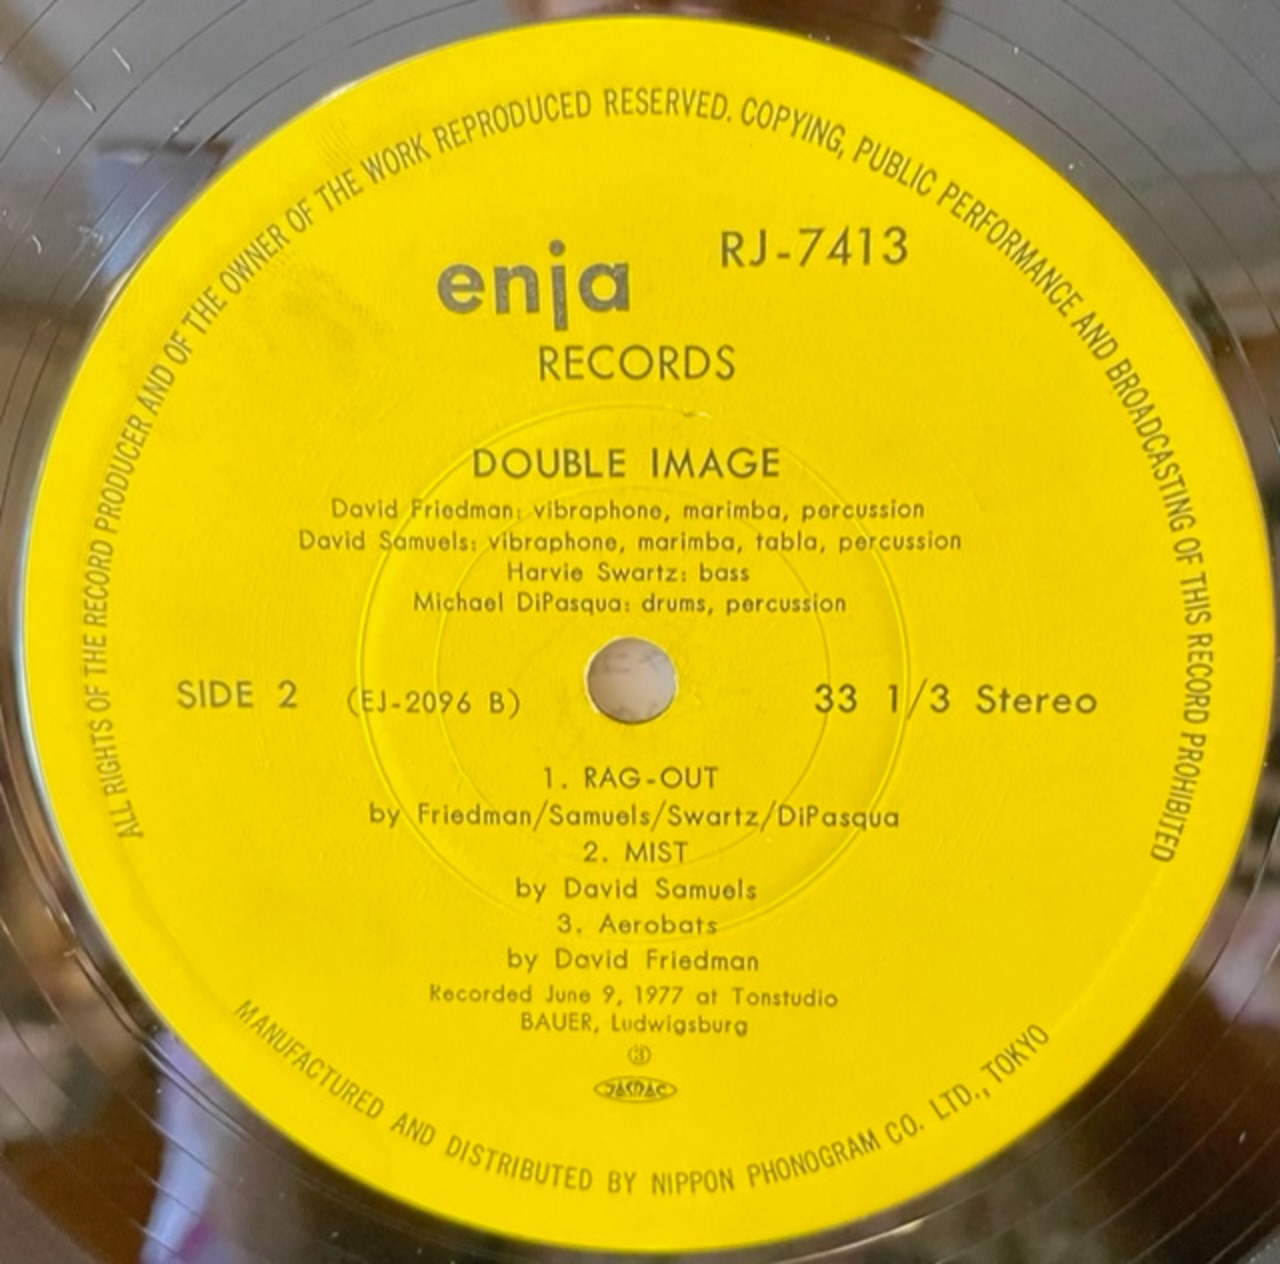 ALL RIGHTS OF THE RECORD PRODUCER AND OF THE OWNER OF THE WORK REPRODUCED RESERVED. COPYING, PUBLIC PERFORMANCE AND BROADCASTING OF THIS RECORD PROHIBITED
enja RJ-7413
RECORDS
DOUBLE IMAGE
David Friedman: vibraphone, marimba, percussion
David Samuels: vibraphone, marimba, tabla, percussion
Harvie Swartz: bass
Michael DiPasqua: drums, percussion
SIDE 2 (EJ-2096 B) 33 1/3 Stereo
1. RAG-OUT
by Friedman/Samuels/Swartz/DiPasqua
2. MIST
by David Samuels
3. Aerobats
by David Friedman
Recorded June 9, 1977 at Tonstudio
BAUER, Ludwigsburg
③
JASRAC
MANUFACTURED AND DISTRIBUTED BY NIPPON PHONOGRAM CO. LTD., TOKYO